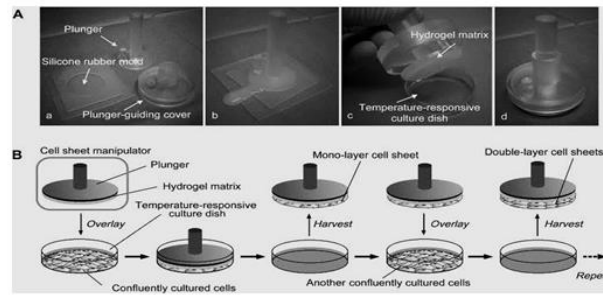 A
Plunger
Silicone rubber mold
Plunger-guiding cover
a
b
Hydrogel matrix
Temperature-responsive
culture dish
c
d
B
Cell sheet manipulator
Plunger
Hydrogel matrix
Temperature-responsive
culture dish
Overlay
Confluently cultured cells
Mono-layer cell sheet
Harvest
Overlay
Another confluently cultured cells
Double-layer cell sheets
Harvest
Repe